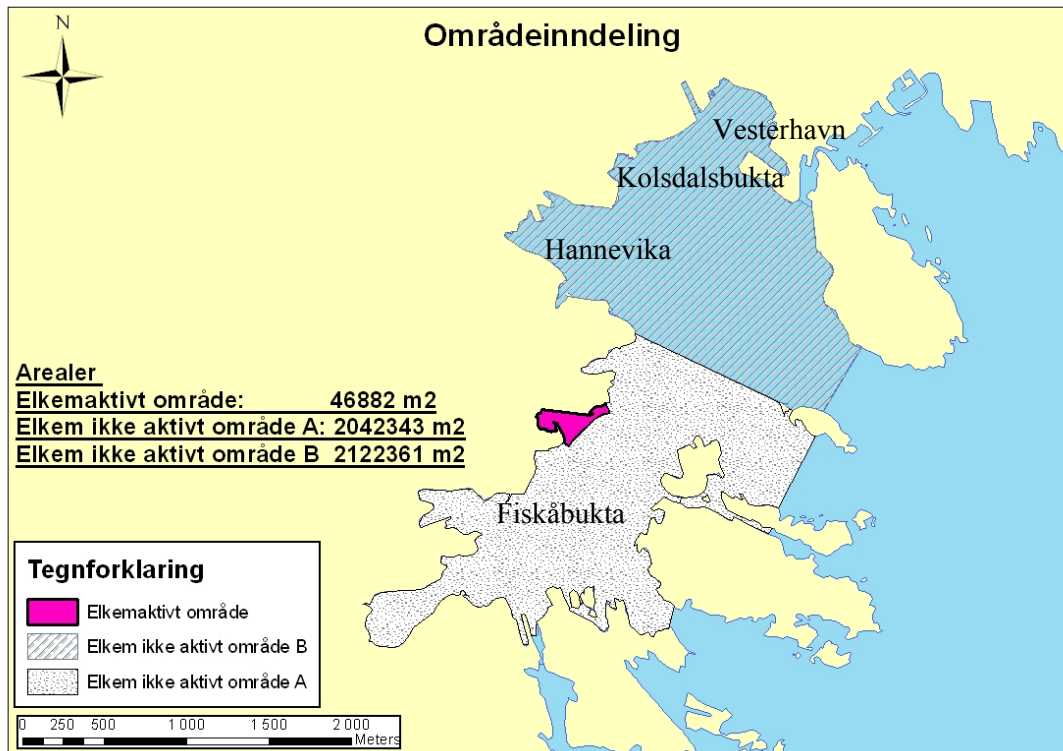 Områdeinndeling
N
Vesterhavn
Kolsdalsbukta
Hannevika
Arealer
Elkemaktivt område: 46882 m2
Elkem ikke aktivt område A: 2042343 m2
Elkem ikke aktivt område B 2122361 m2
Fiskåbukta
Tegnforklaring
Elkemaktivt område
Elkem ikke aktivt område B
Elkem ikke aktivt område A
0 250 500 1 000 1 500 2 000
Meters